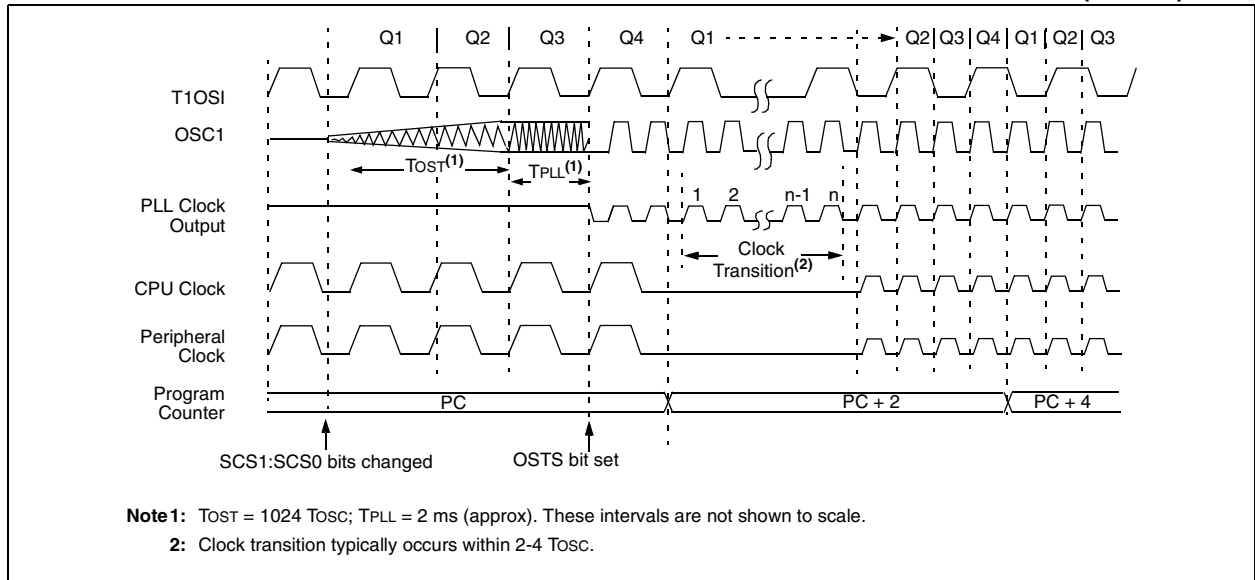 Q1 Q2 Q3 Q4 Q1 Q2 Q3 Q4 Q1 Q2 Q3
T1OSI
OSC1
TOST(1)
TPLL(1)
1 2 n-1 n
PLL Clock
Output
Clock
Transition(2)
CPU Clock
Peripheral
Clock
Program
Counter
PC PC + 2 PC + 4
SCS1:SCS0 bits changed OSTS bit set
Note 1: TOST = 1024 TOSC; TPLL = 2 ms (approx). These intervals are not shown to scale.
2: Clock transition typically occurs within 2-4 TOSC.